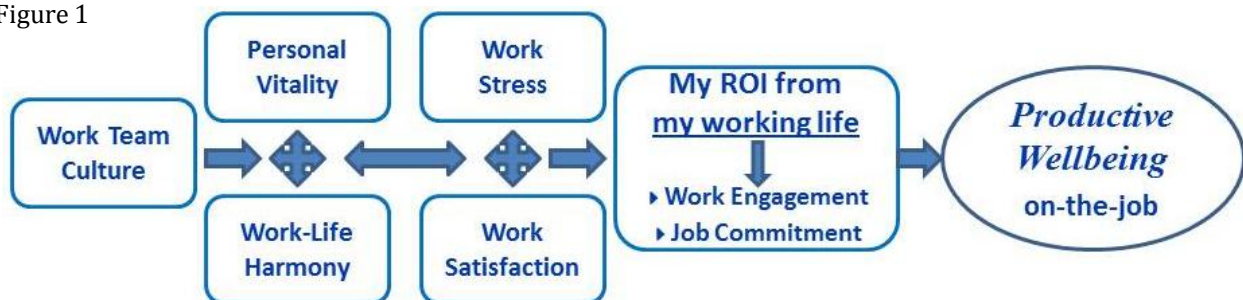 Figure 1
Personal
Vitality
Work
Stress
Work Team
Culture
Work-Life
Harmony
Work
Satisfaction
My ROI from
my working life
▸ Work Engagement
▸ Job Commitment
Productive
Wellbeing
on-the-job